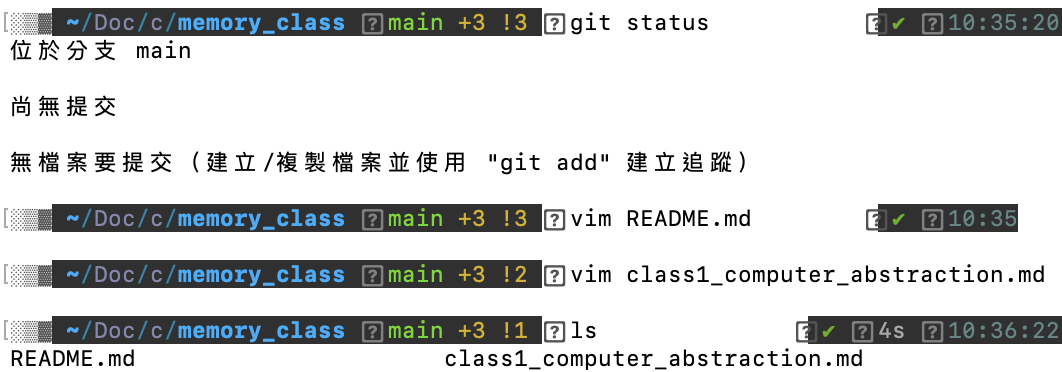 ~/Doc/c/memory_class main +3 !3 git status ✔ 10:35:20
位於分支 main
尚無提交
無檔案要提交（建立/複製檔案並使用 "git add" 建立追蹤）
~/Doc/c/memory_class main +3 !3 vim README.md ✔ 10:35
~/Doc/c/memory_class main +3 !2 vim class1_computer_abstraction.md
~/Doc/c/memory_class main +3 !1 ls ✔ 4s 10:36:22
README.md class1_computer_abstraction.md